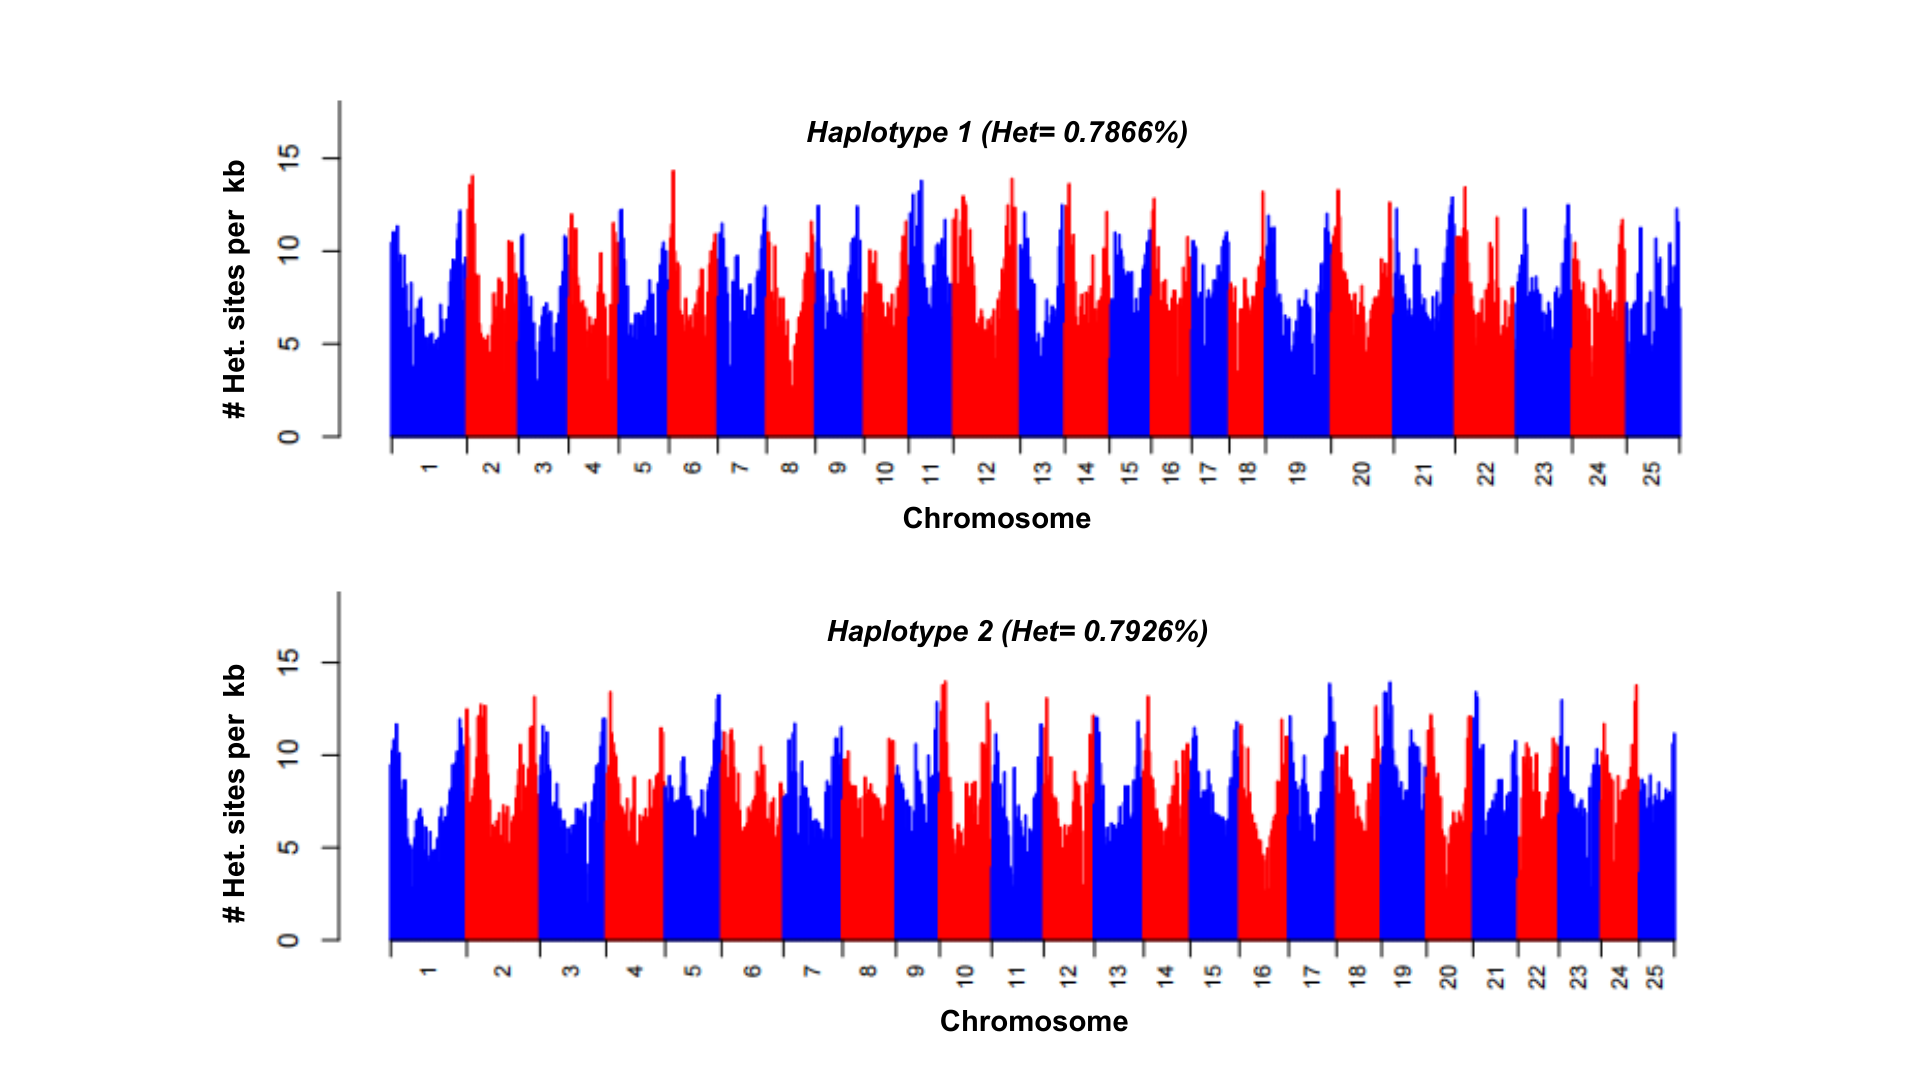 Haplotype 1 (Het= 0.7866%)
# Het. sites per kb
15
10
5
0
1 2 3 4 5 6 7 8 9 10 11 12 13 14 15 16 17 18 19 20 21 22 23 24 25
Chromosome
Haplotype 2 (Het= 0.7926%)
# Het. sites per kb
15
10
5
0
1 2 3 4 5 6 7 8 9 10 11 12 13 14 15 16 17 18 19 20 21 22 23 24 25
Chromosome